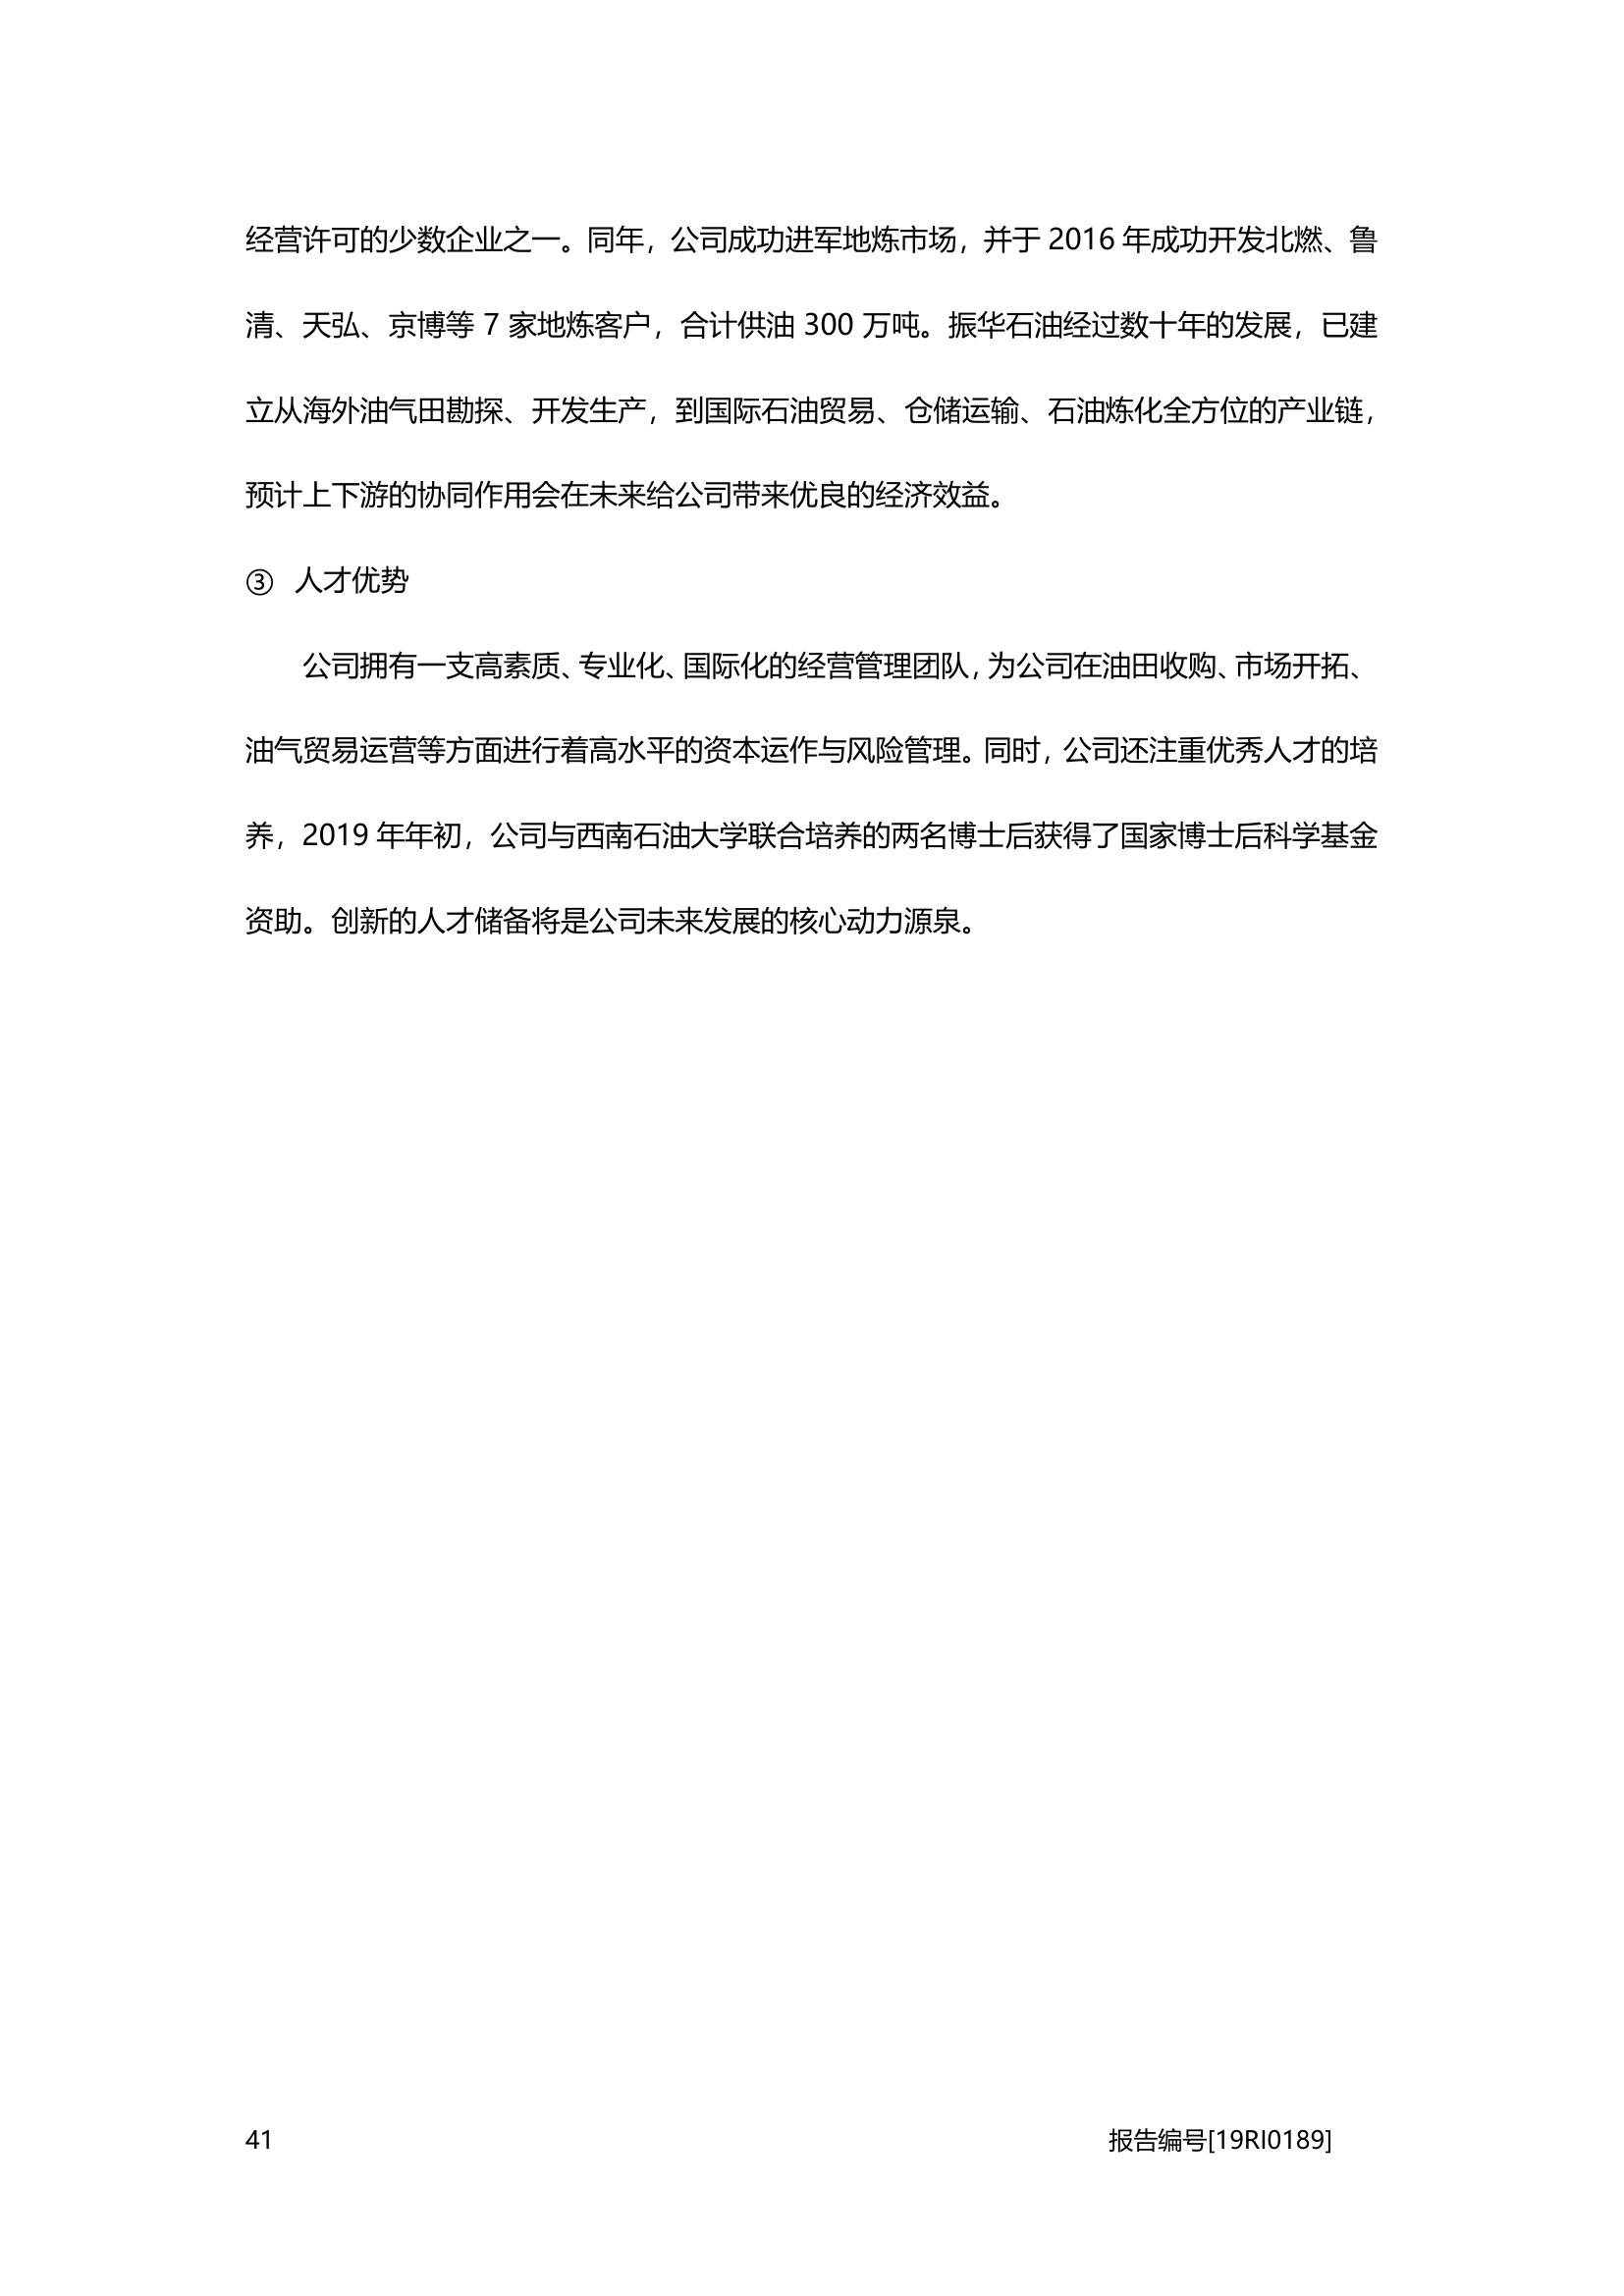 经营许可的少数企业之一。同年，公司成功进军地炼市场，并于 2016 年成功开发北燃、鲁
清、天弘、京博等 7 家地炼客户，合计供油 300 万吨。振华石油经过数十年的发展，已建
立从海外油气田勘探、开发生产，到国际石油贸易、仓储运输、石油炼化全方位的产业链，
预计上下游的协同作用会在未来给公司带来优良的经济效益。
③ 人才优势
公司拥有一支高素质、专业化、国际化的经营管理团队，为公司在油田收购、市场开拓、
油气贸易运营等方面进行着高水平的资本运作与风险管理。同时，公司还注重优秀人才的培
养，2019 年年初，公司与西南石油大学联合培养的两名博士后获得了国家博士后科学基金
资助。创新的人才储备将是公司未来发展的核心动力源泉。
41 报告编号[19RI0189]